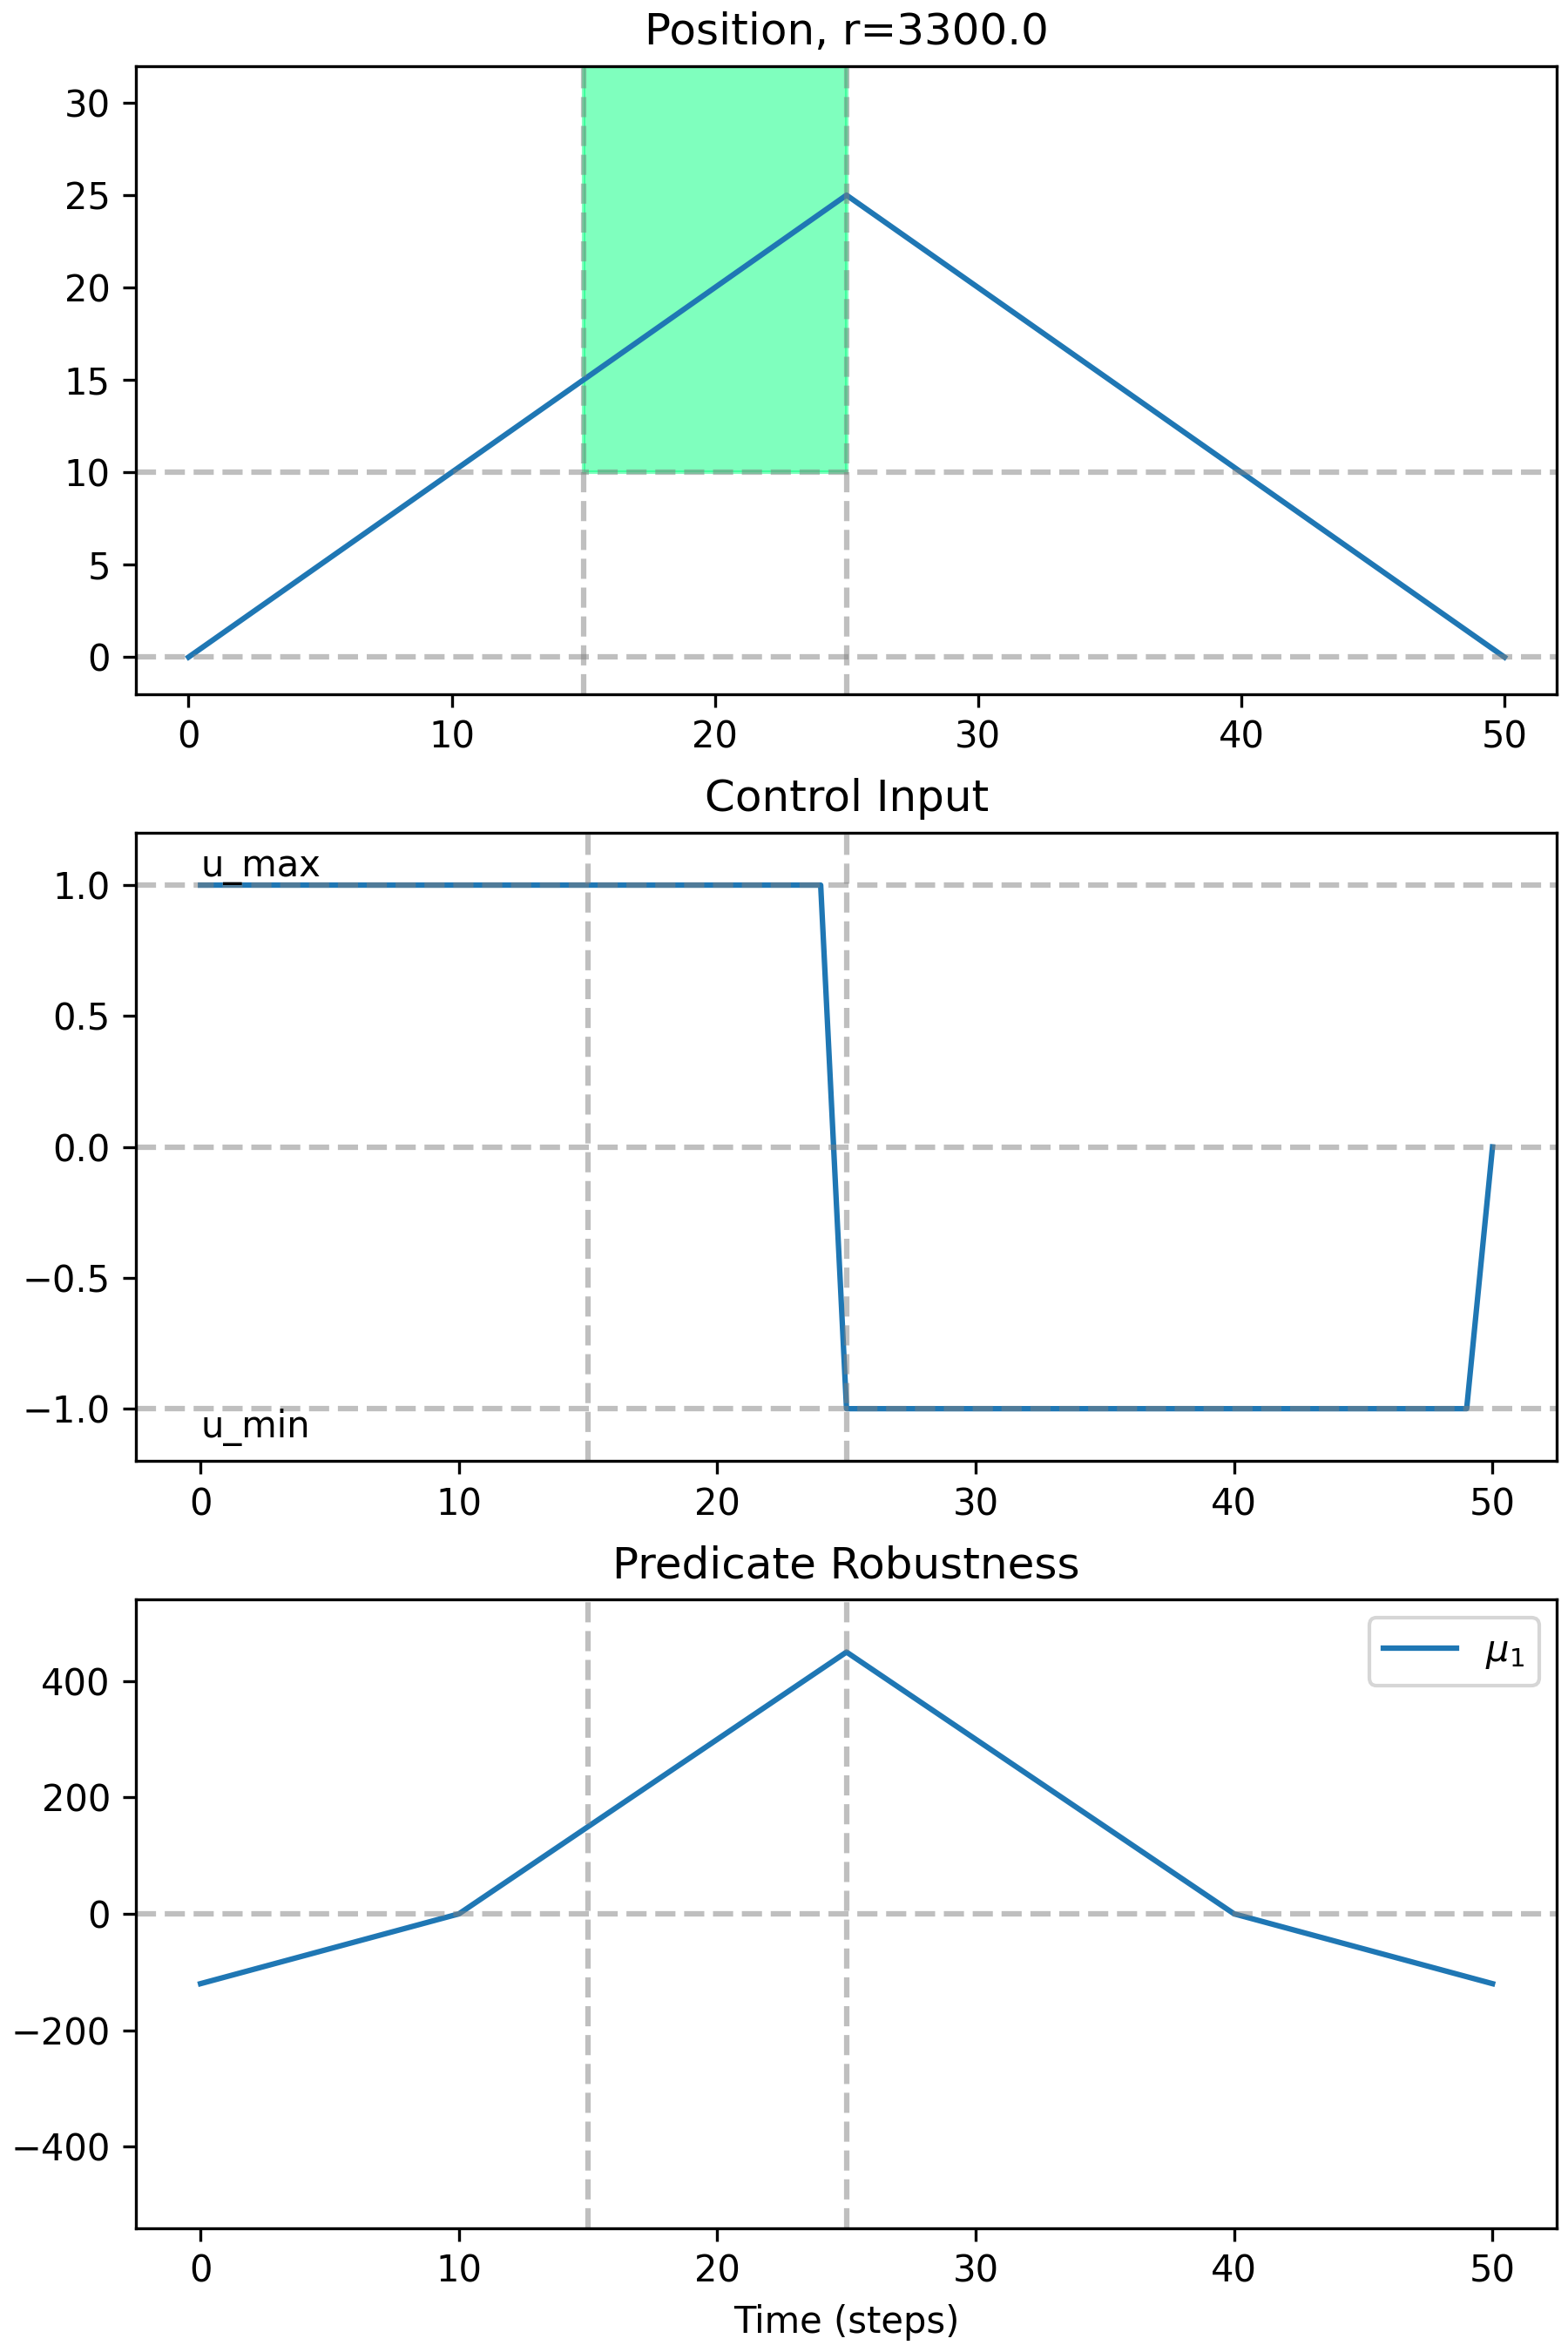 Position, r=3300.0
30
25
20
15
10
5
0
0 10 20 30 40 50
Control Input
u_max
1.0
0.5
0.0
−0.5
−1.0
u_min
0 10 20 30 40 50
Predicate Robustness
μ₁
400
200
0
−200
−400
0 10 20 30 40 50
Time (steps)